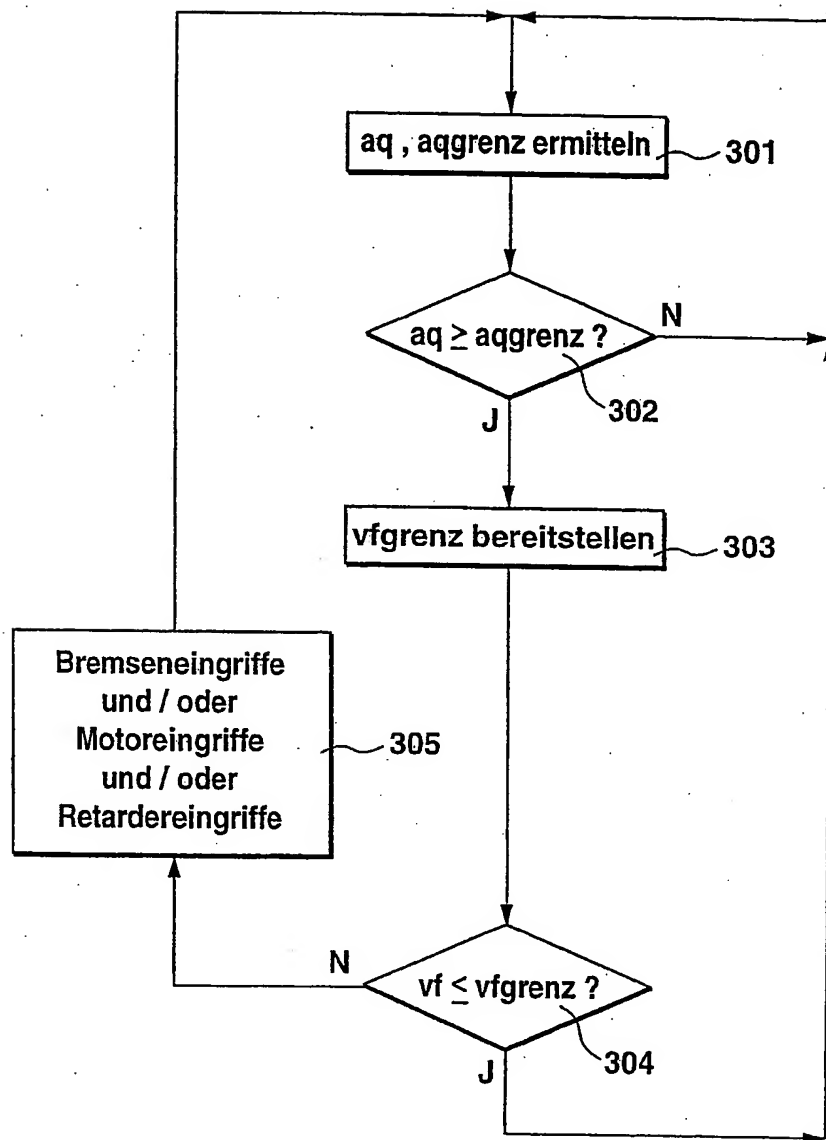 aq , aqgrenz ermitteln
301
aq ≥ aqgrenz ?
N
302
J
vfgrenz bereitstellen
303
Bremseneingriffe
und / oder
Motoreingriffe
und / oder
Retardereingriffe
305
N
vf ≤ vfgrenz ?
304
J